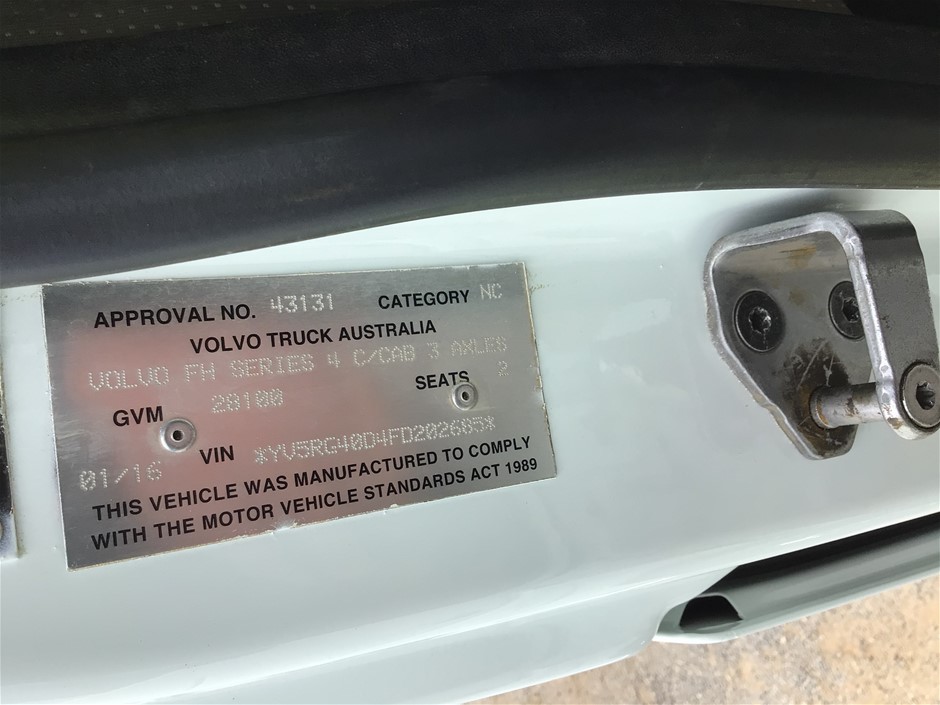 APPROVAL NO. 43131 CATEGORY NC
VOLVO TRUCK AUSTRALIA
VOLVO FH SERIES 4 C/CAB 3 AXLES
GVM 28100 SEATS 2
01/16 VIN *YV5RG40D4FD202685*
THIS VEHICLE WAS MANUFACTURED TO COMPLY
WITH THE MOTOR VEHICLE STANDARDS ACT 1989